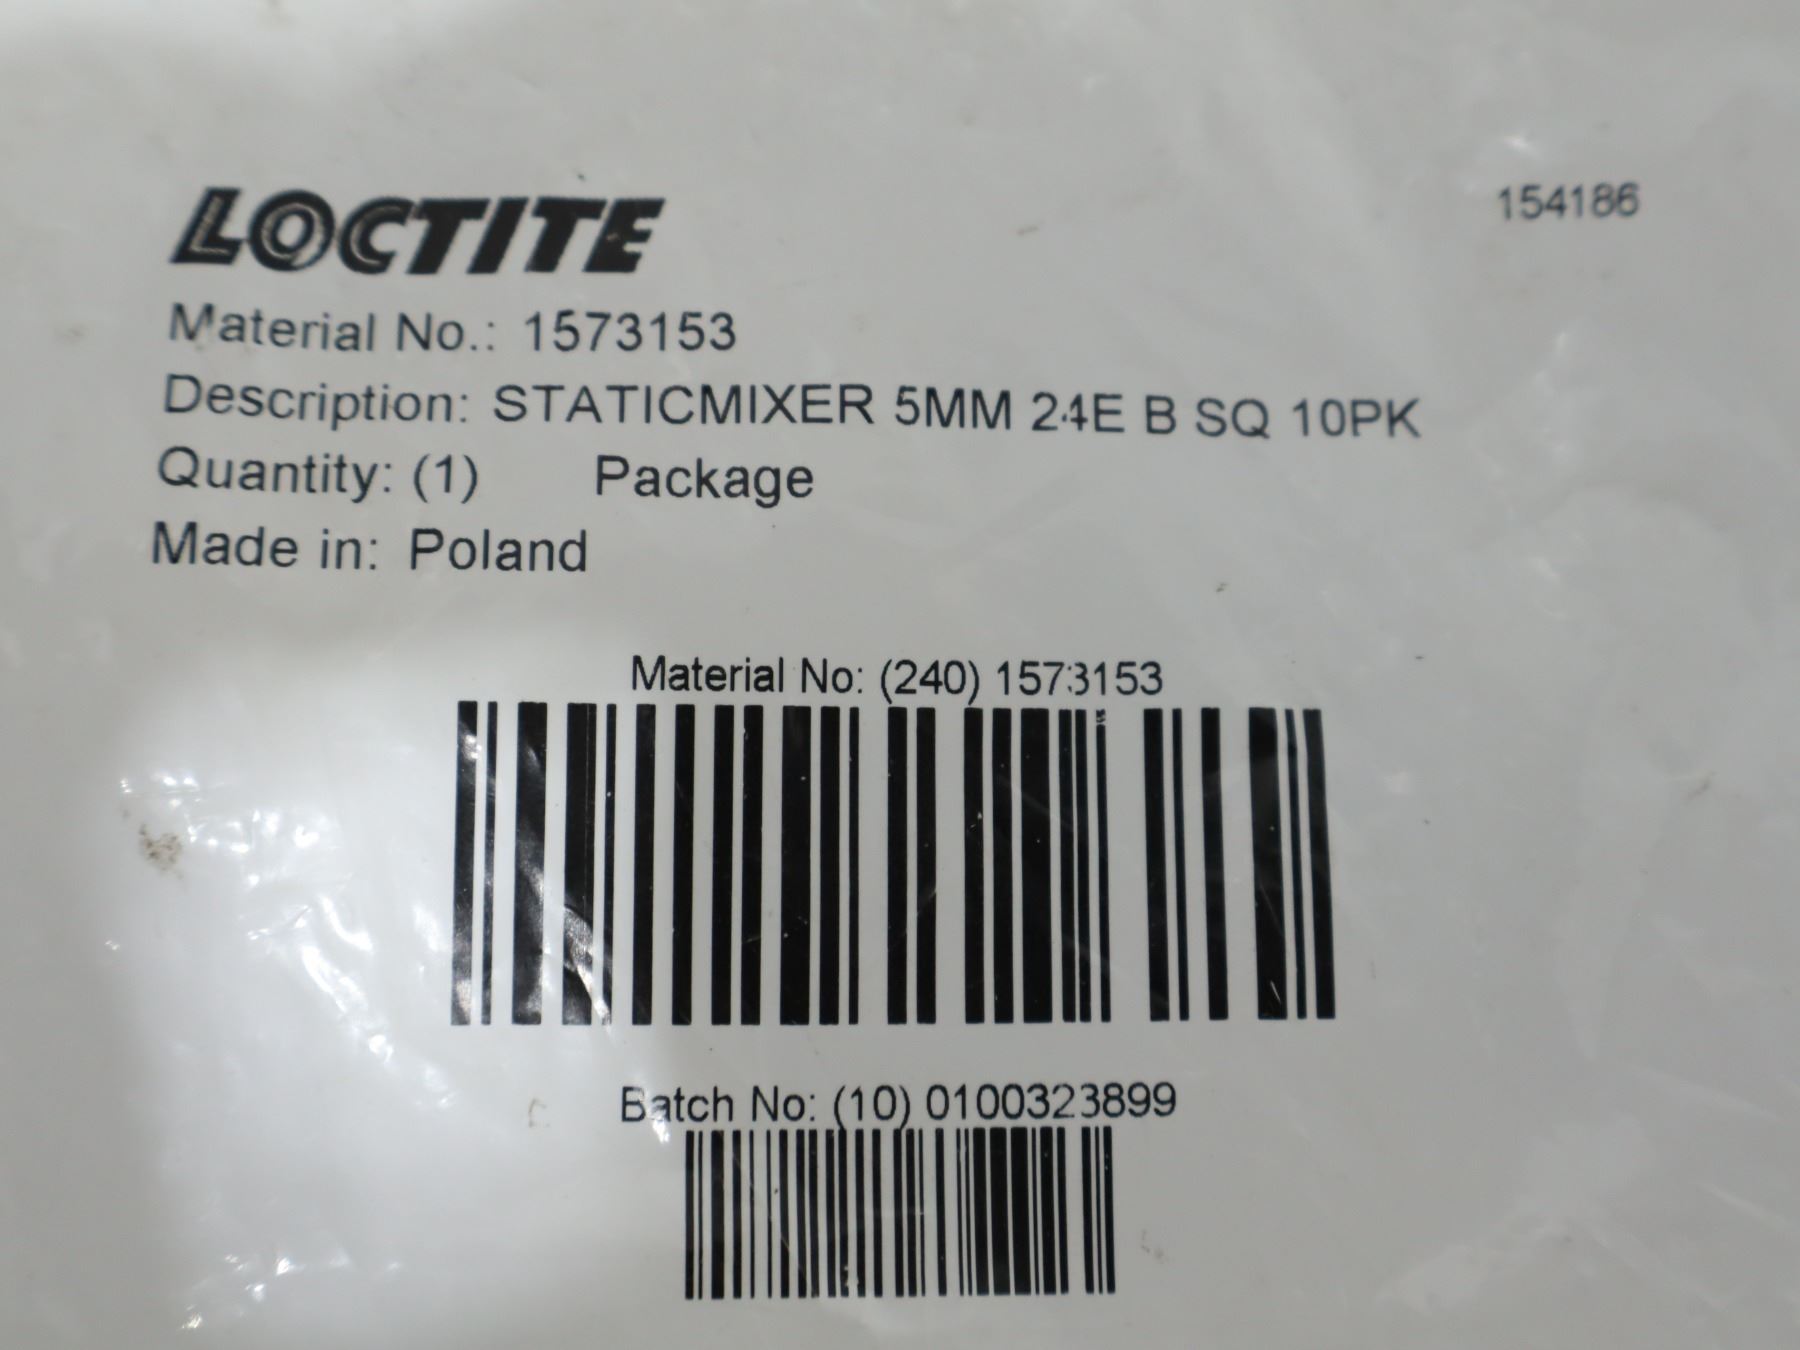 LOCTITE
154186
Material No.: 1573153
Description: STATICMIXER 5MM 24E B SQ 10PK
Quantity: (1) Package
Made in: Poland
Material No: (240) 1573153
Batch No: (10) 0100323899